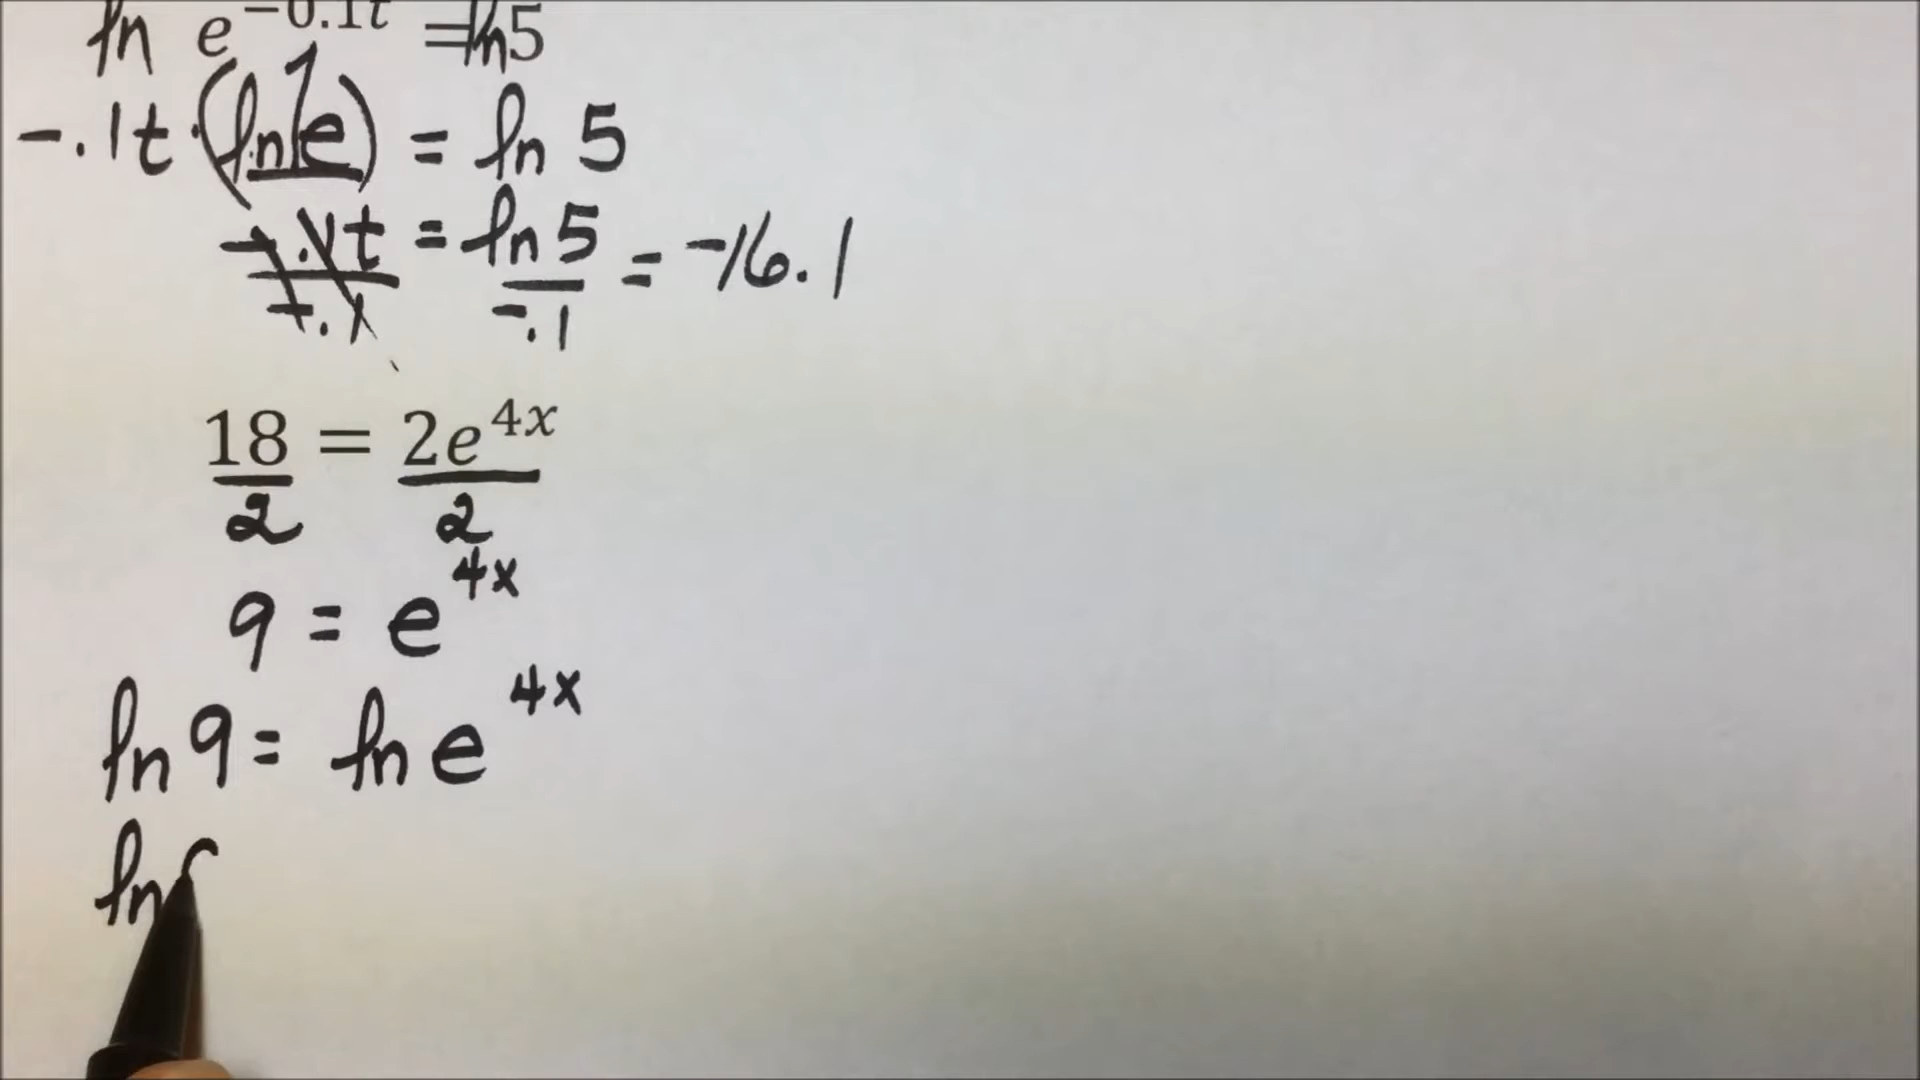 ln e^{-0.1t} = ln 5
-.1t · (ln e) = ln 5
-.1t / -.1 = ln 5 / -.1 = -16.1
18 / 2 = 2e^{4x} / 2
9 = e^{4x}
ln 9 = ln e^{4x}
ln